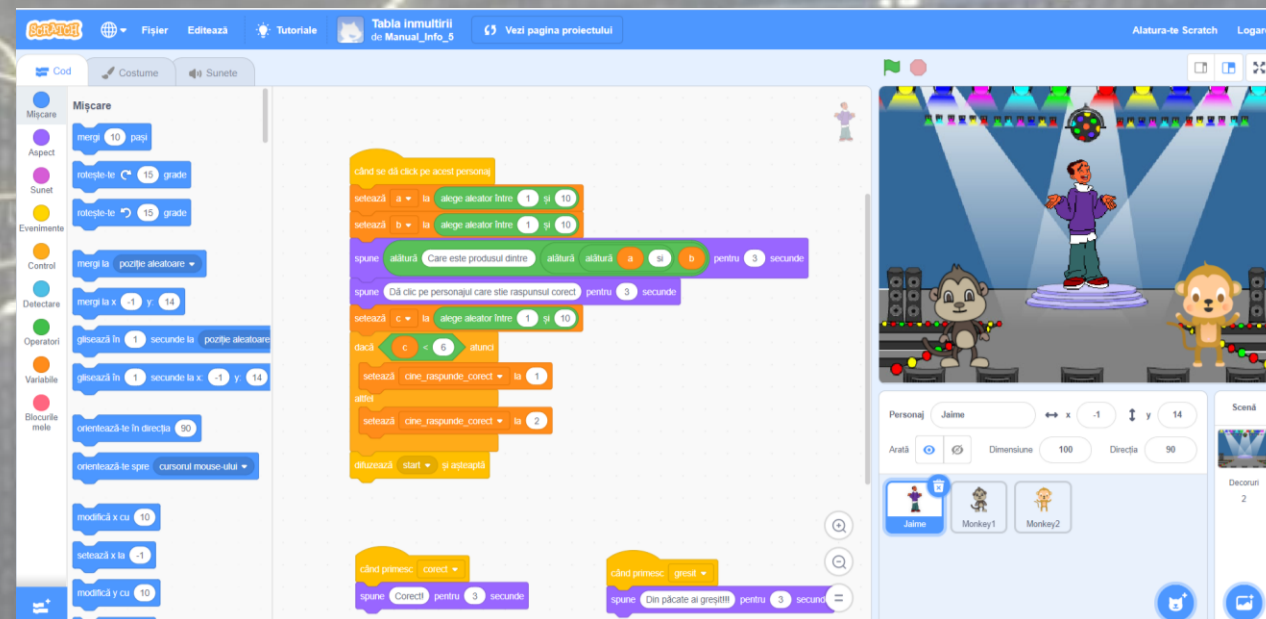 SCRATCH Fișier Editează Tutoriale Tabla inmultirii Vezi pagina proiectului Alatura-te Scratch Logare
de Manual_Info_5
Cod Costume Sunete
Mișcare
Aspect
Sunet
Evenimente
Control
Detectare
Operatori
Variabile
Blocurile
mele
Mișcare
mergi 10 pași
rotește-te 15 grade
rotește-te 15 grade
mergi la poziție aleatoare
mergi la x -1 y: 14
glisează în 1 secunde la poziție aleatoare
glisează în 1 secunde la x: -1 y: 14
orientează-te în direcția 90
orientează-te spre cursorul mouse-ului
modifică x cu 10
setează x la -1
modifică y cu 10
când se dă click pe acest personaj
setează a la alege aleator între 1 și 10
setează b la alege aleator între 1 și 10
spune alătură Care este produsul dintre alătură alătură a si b pentru 3 secunde
spune Dă clic pe personajul care stie raspunsul corect pentru 3 secunde
setează c la alege aleator între 1 și 10
dacă c < 6 atunci
setează cine_raspunde_corect la 1
altfel
setează cine_raspunde_corect la 2
difuzează start și așteaptă
când primesc corect
spune Corect! pentru 3 secunde
când primesc gresit
spune Din păcate ai greșit!!! pentru 3 secund
Personaj Jaime x -1 y 14
Arată Dimensiune 100 Direcția 90
Jaime Monkey1 Monkey2
Scenă
Decoruri
2